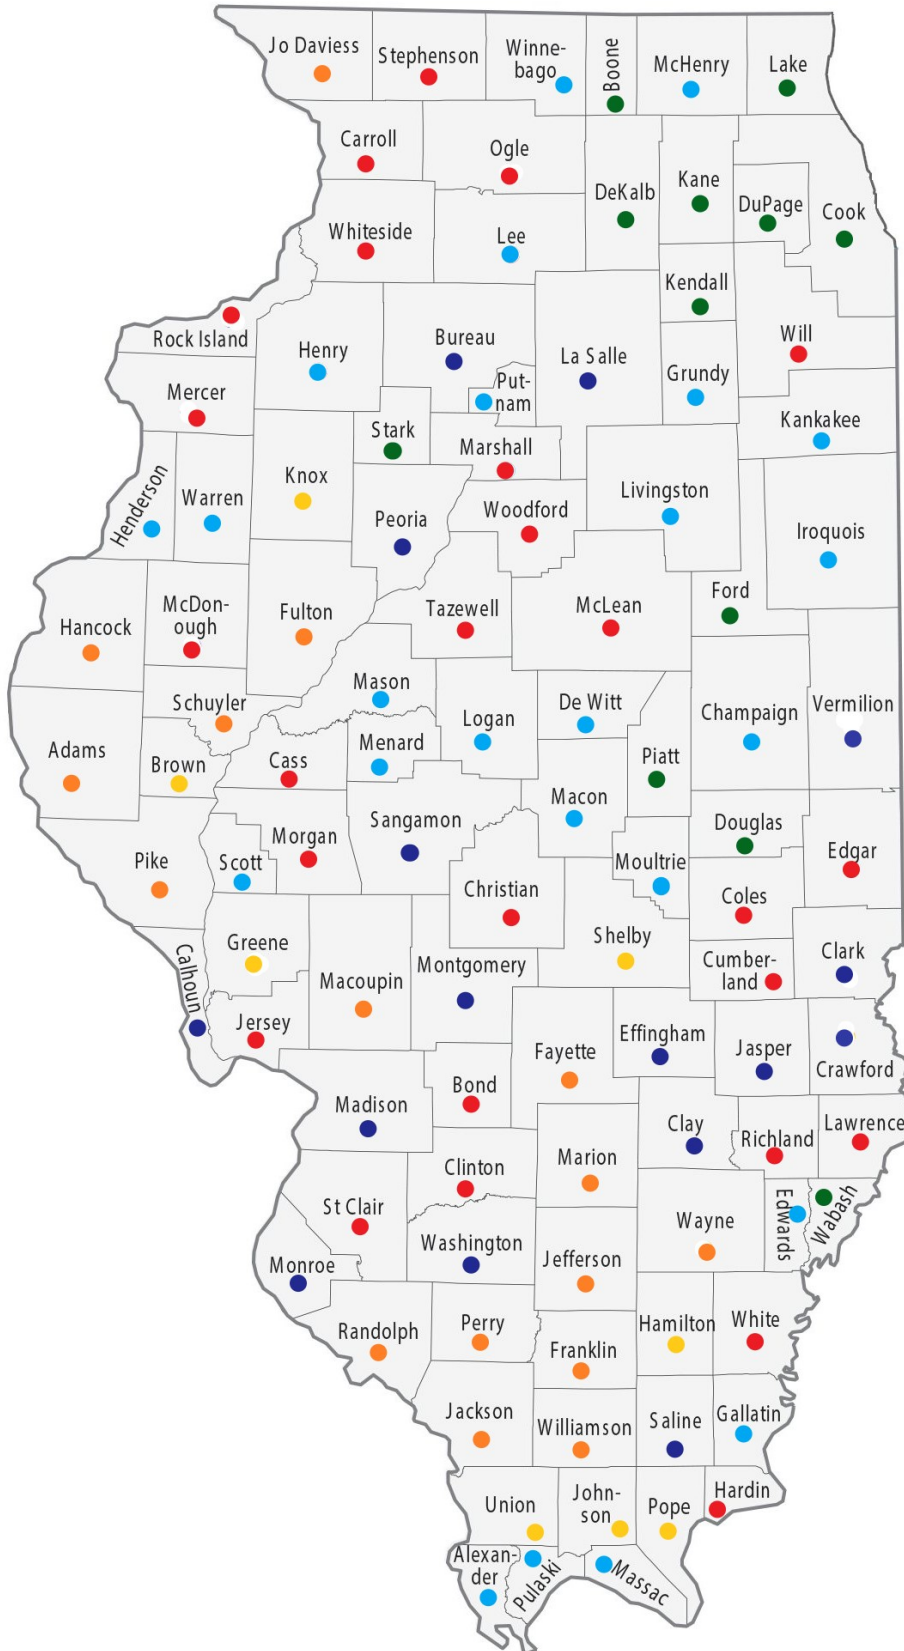 Jo Daviess
Stephenson
Winne-
bago
Boone
McHenry
Lake
Carroll
Ogle
DeKalb
Kane
DuPage
Cook
Whiteside
Lee
Kendall
Rock Island
Henry
Bureau
La Salle
Will
Put-
nam
Grundy
Mercer
Kankakee
Stark
Marshall
Henderson
Warren
Knox
Peoria
Woodford
Livingston
Iroquois
Hancock
McDon-
ough
Fulton
Tazewell
McLean
Ford
Schuyler
Mason
Logan
De Witt
Champaign
Vermilion
Adams
Brown
Cass
Menard
Piatt
Macon
Pike
Scott
Morgan
Sangamon
Christian
Moultrie
Douglas
Edgar
Coles
Calhoun
Greene
Macoupin
Montgomery
Shelby
Cumber-
land
Clark
Jersey
Fayette
Effingham
Jasper
Crawford
Madison
Bond
Clay
Richland
Lawrence
Clinton
Marion
St Clair
Washington
Wayne
Edwards
Wabash
Monroe
Jefferson
Randolph
Perry
Franklin
Hamilton
White
Jackson
Williamson
Saline
Gallatin
Union
John-
son
Pope
Hardin
Alexan-
der
Pulaski
Massac